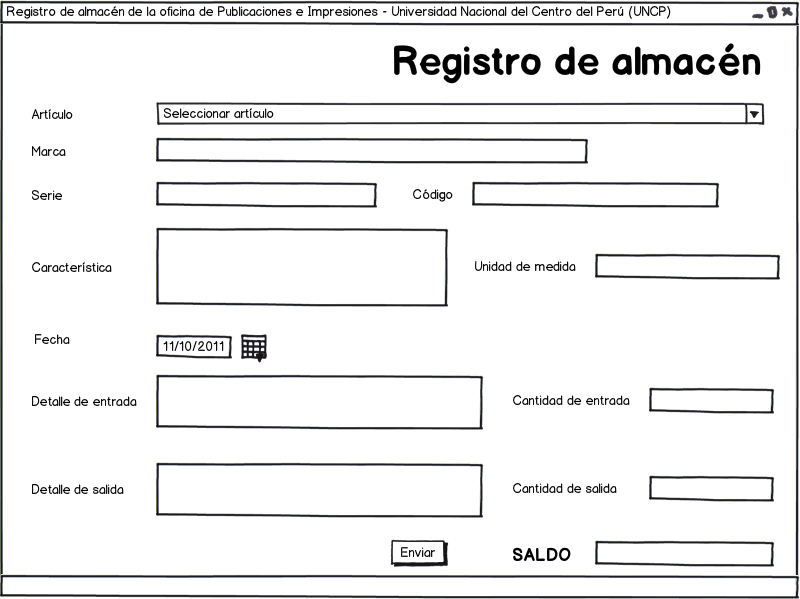 Registro de almacén de la oficina de Publicaciones e Impresiones - Universidad Nacional del Centro del Perú (UNCP)
Registro de almacén
Artículo
Seleccionar artículo
Marca
Serie
Código
Característica
Unidad de medida
Fecha
11/10/2011
Detalle de entrada
Cantidad de entrada
Detalle de salida
Cantidad de salida
Enviar
SALDO